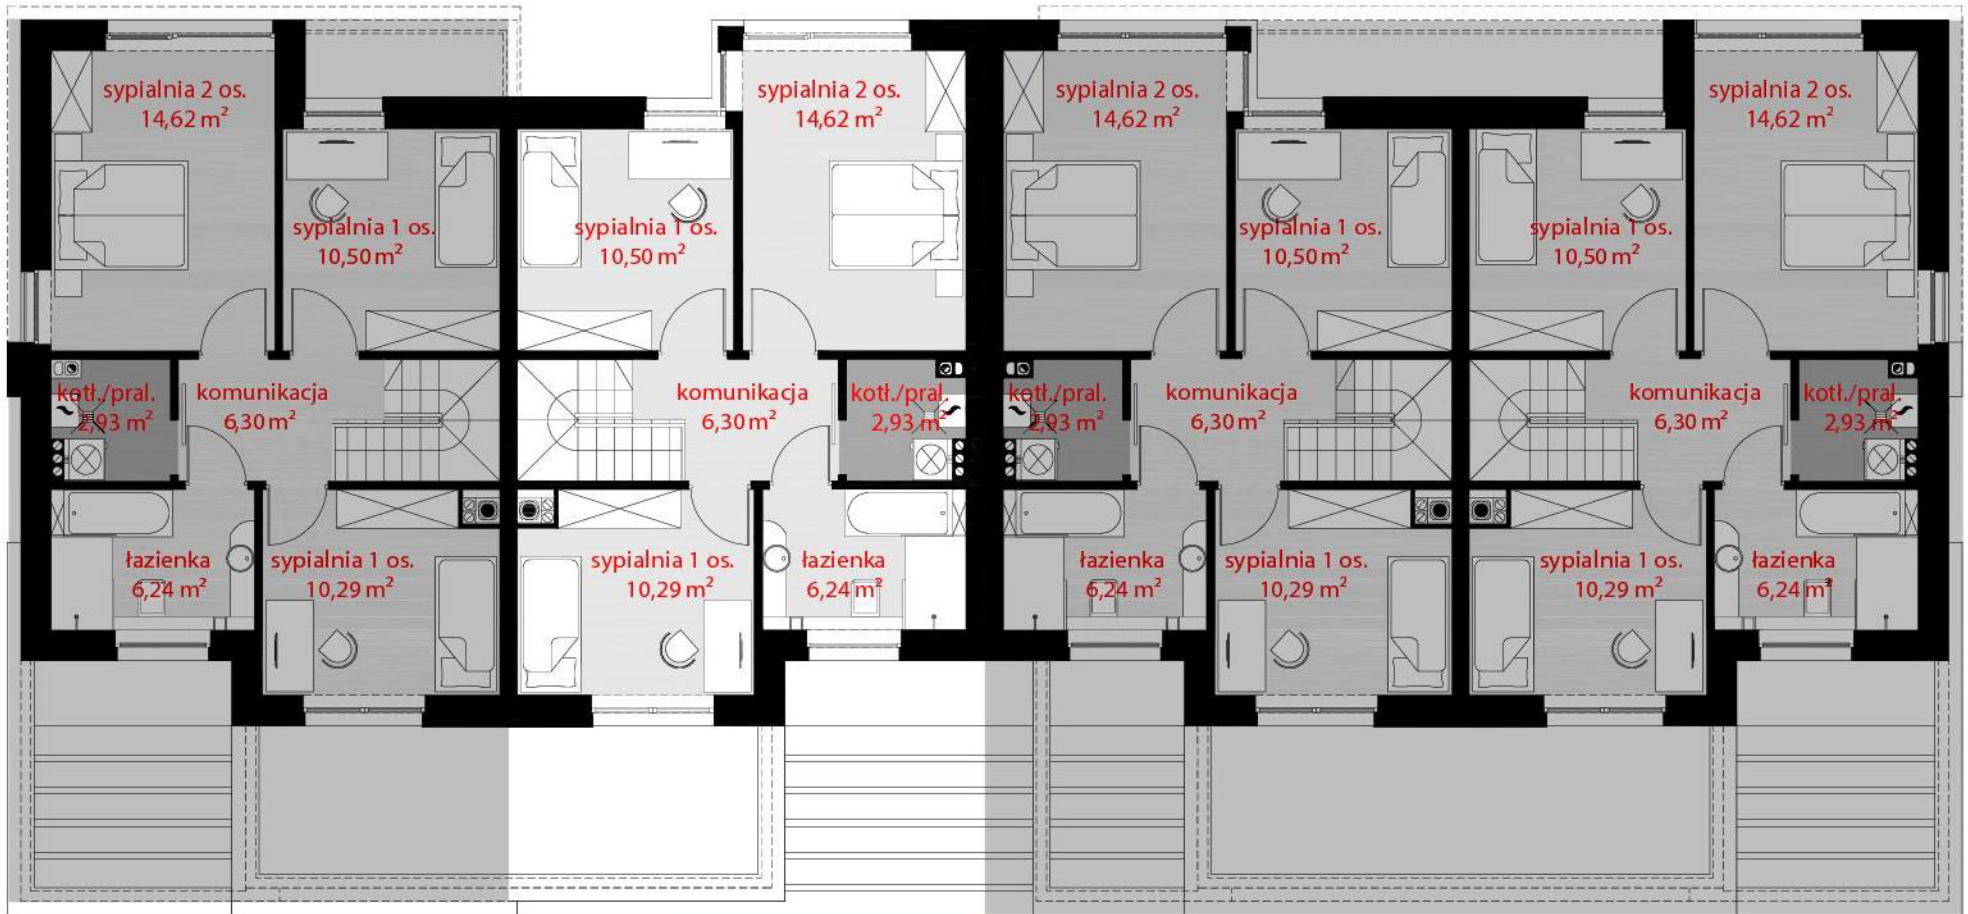 sypialnia 2 os.
14,62 m²
sypialnia 1 os.
10,50 m²
kotł./pral.
2,93 m²
komunikacja
6,30 m²
łazienka
6,24 m²
sypialnia 1 os.
10,29 m²
sypialnia 2 os.
14,62 m²
sypialnia 1 os.
10,50 m²
komunikacja
6,30 m²
kotł./pral.
2,93 m²
sypialnia 1 os.
10,29 m²
łazienka
6,24 m²
sypialnia 2 os.
14,62 m²
sypialnia 1 os.
10,50 m²
kotł./pral.
2,93 m²
komunikacja
6,30 m²
łazienka
6,24 m²
sypialnia 1 os.
10,29 m²
sypialnia 2 os.
14,62 m²
sypialnia 1 os.
10,50 m²
komunikacja
6,30 m²
kotł./pral.
2,93 m²
sypialnia 1 os.
10,29 m²
łazienka
6,24 m²